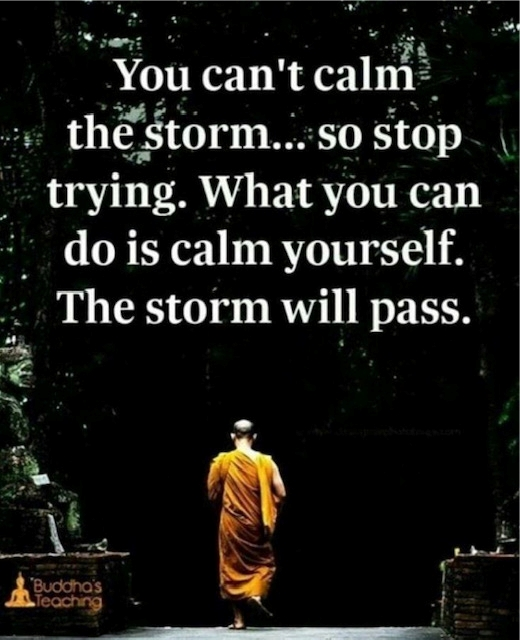 You can't calm
the storm... so stop
trying. What you can
do is calm yourself.
The storm will pass.
Buddha's
Teaching